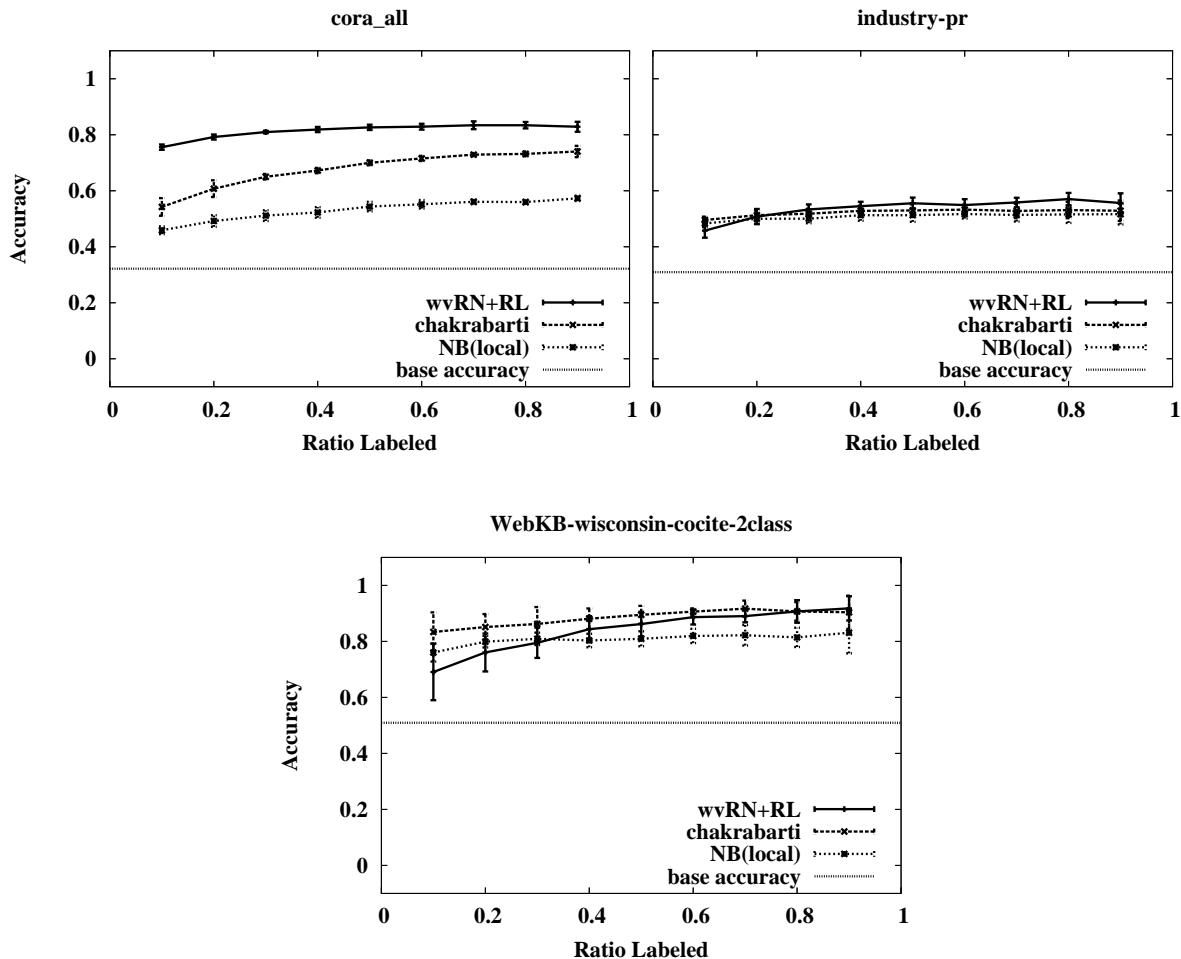 cora_all
Accuracy
1
0.8
0.6
0.4
0.2
0
wvRN+RL
chakrabarti
NB(local)
base accuracy
0 0.2 0.4 0.6 0.8 1
Ratio Labeled
industry-pr
wvRN+RL
chakrabarti
NB(local)
base accuracy
0 0.2 0.4 0.6 0.8 1
Ratio Labeled
WebKB-wisconsin-cocite-2class
Accuracy
1
0.8
0.6
0.4
0.2
0
wvRN+RL
chakrabarti
NB(local)
base accuracy
0 0.2 0.4 0.6 0.8 1
Ratio Labeled